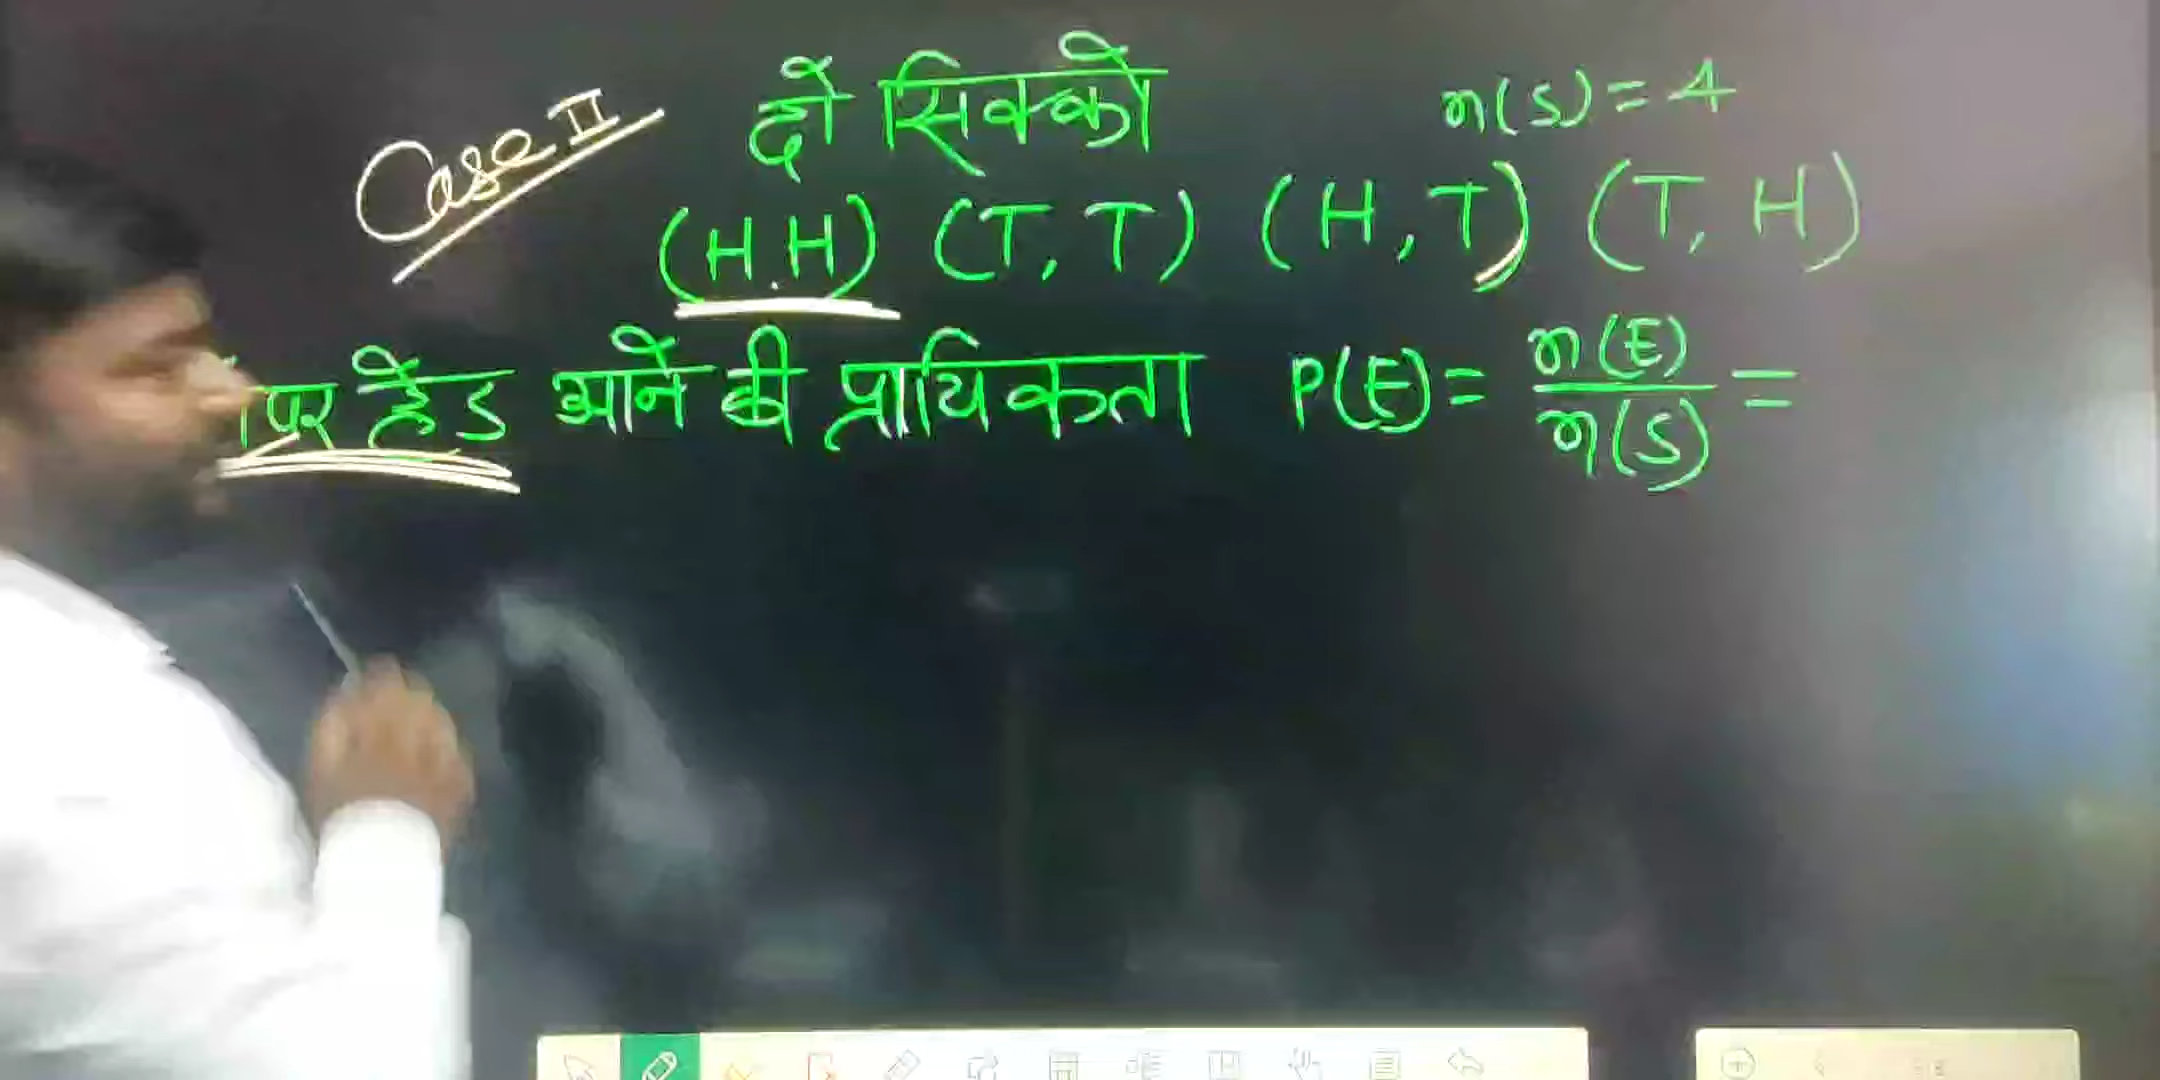 Case II
दो सिक्को
n(S) = 4
(H,H) (T,T) (H,T) (T,H)
पर हेड आने की प्रायिकता P(E) = n(E)/n(S) =